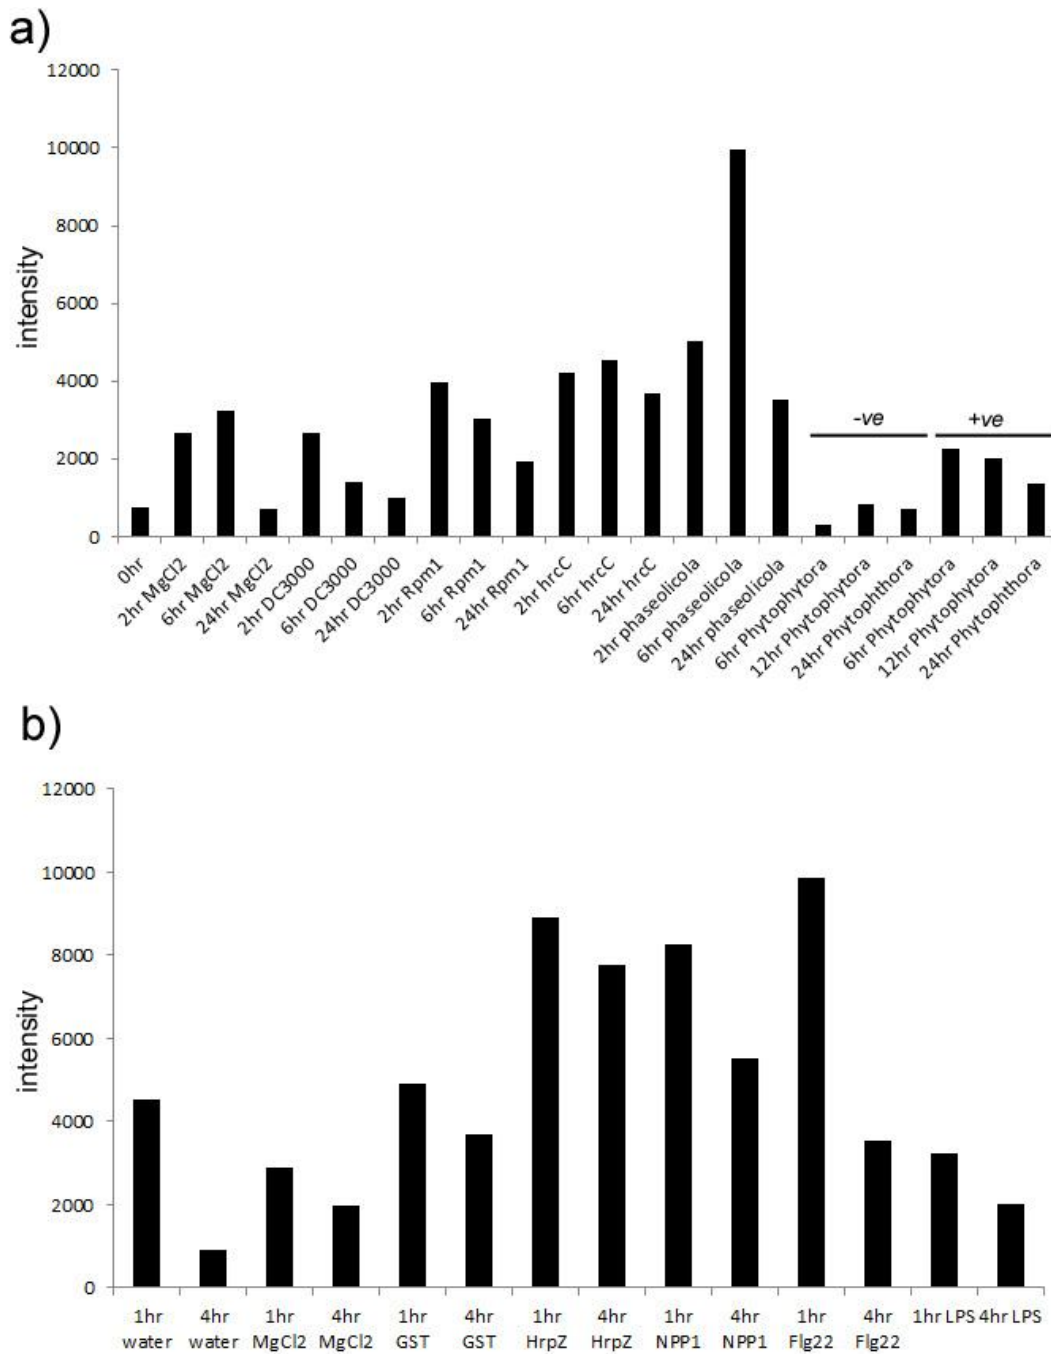 a)
12000
10000
8000
6000
4000
2000
0
intensity
-ve
+ve
0hr
2hr MgCl2
6hr MgCl2
24hr MgCl2
2hr DC3000
6hr DC3000
24hr DC3000
2hr Rpm1
6hr Rpm1
24hr Rpm1
2hr hrcC
6hr hrcC
24hr hrcC
2hr phaseolicola
6hr phaseolicola
24hr phaseolicola
6hr Phytophytora
12hr Phytophytora
24hr Phytophthora
6hr Phytophytora
12hr Phytophytora
24hr Phytophthora
b)
12000
10000
8000
6000
4000
2000
0
intensity
1hr water
4hr water
1hr MgCl2
4hr MgCl2
1hr GST
4hr GST
1hr HrpZ
4hr HrpZ
1hr NPP1
4hr NPP1
1hr Flg22
4hr Flg22
1hr LPS
4hr LPS